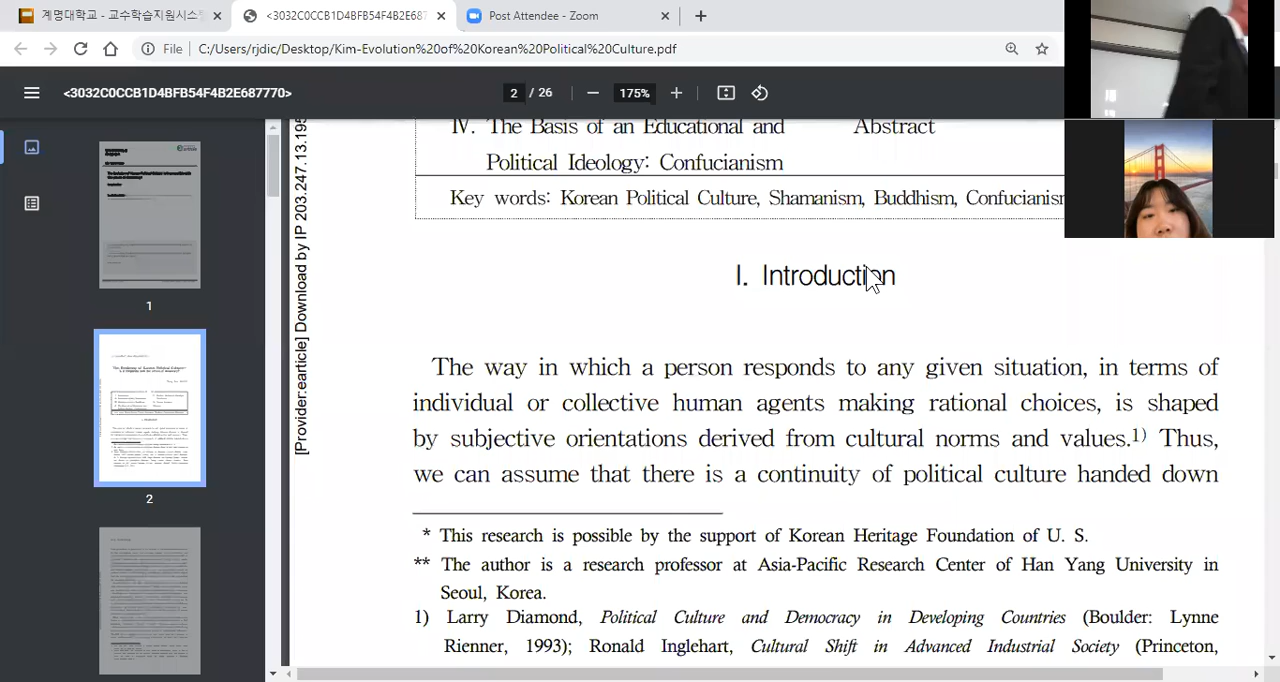 계명대학교 - 교수학습지원시스템
<3032C0CCB1D4BFB54F4B2E687
Post Attendee - Zoom
File
C:/Users/rjdic/Desktop/Kim-Evolution%20of%20Korean%20Political%20Culture.pdf
<3032C0CCB1D4BFB54F4B2E687770>
2 / 26
175%
1
2
[Provider:earticle] Download by IP 203.247.13.195
IV. The Basis of an Educational and
Political Ideology: Confucianism
Abstract
Key words: Korean Political Culture, Shamanism, Buddhism, Confucianism
I. Introduction
The way in which a person responds to any given situation, in terms of
individual or collective human agents making rational choices, is shaped
by subjective orientations derived from cultural norms and values.1) Thus,
we can assume that there is a continuity of political culture handed down
* This research is possible by the support of Korean Heritage Foundation of U. S.
** The author is research professor at Asia-Pacific Research Center of Han Yang University in
Seoul, Korea.
1) Larry Diamond, Political Culture and Democracy in Developing Countries (Boulder: Lynne
Rienner, 1993); Ronald Inglehart, Cultural Shift in Advanced Industrial Society (Princeton,